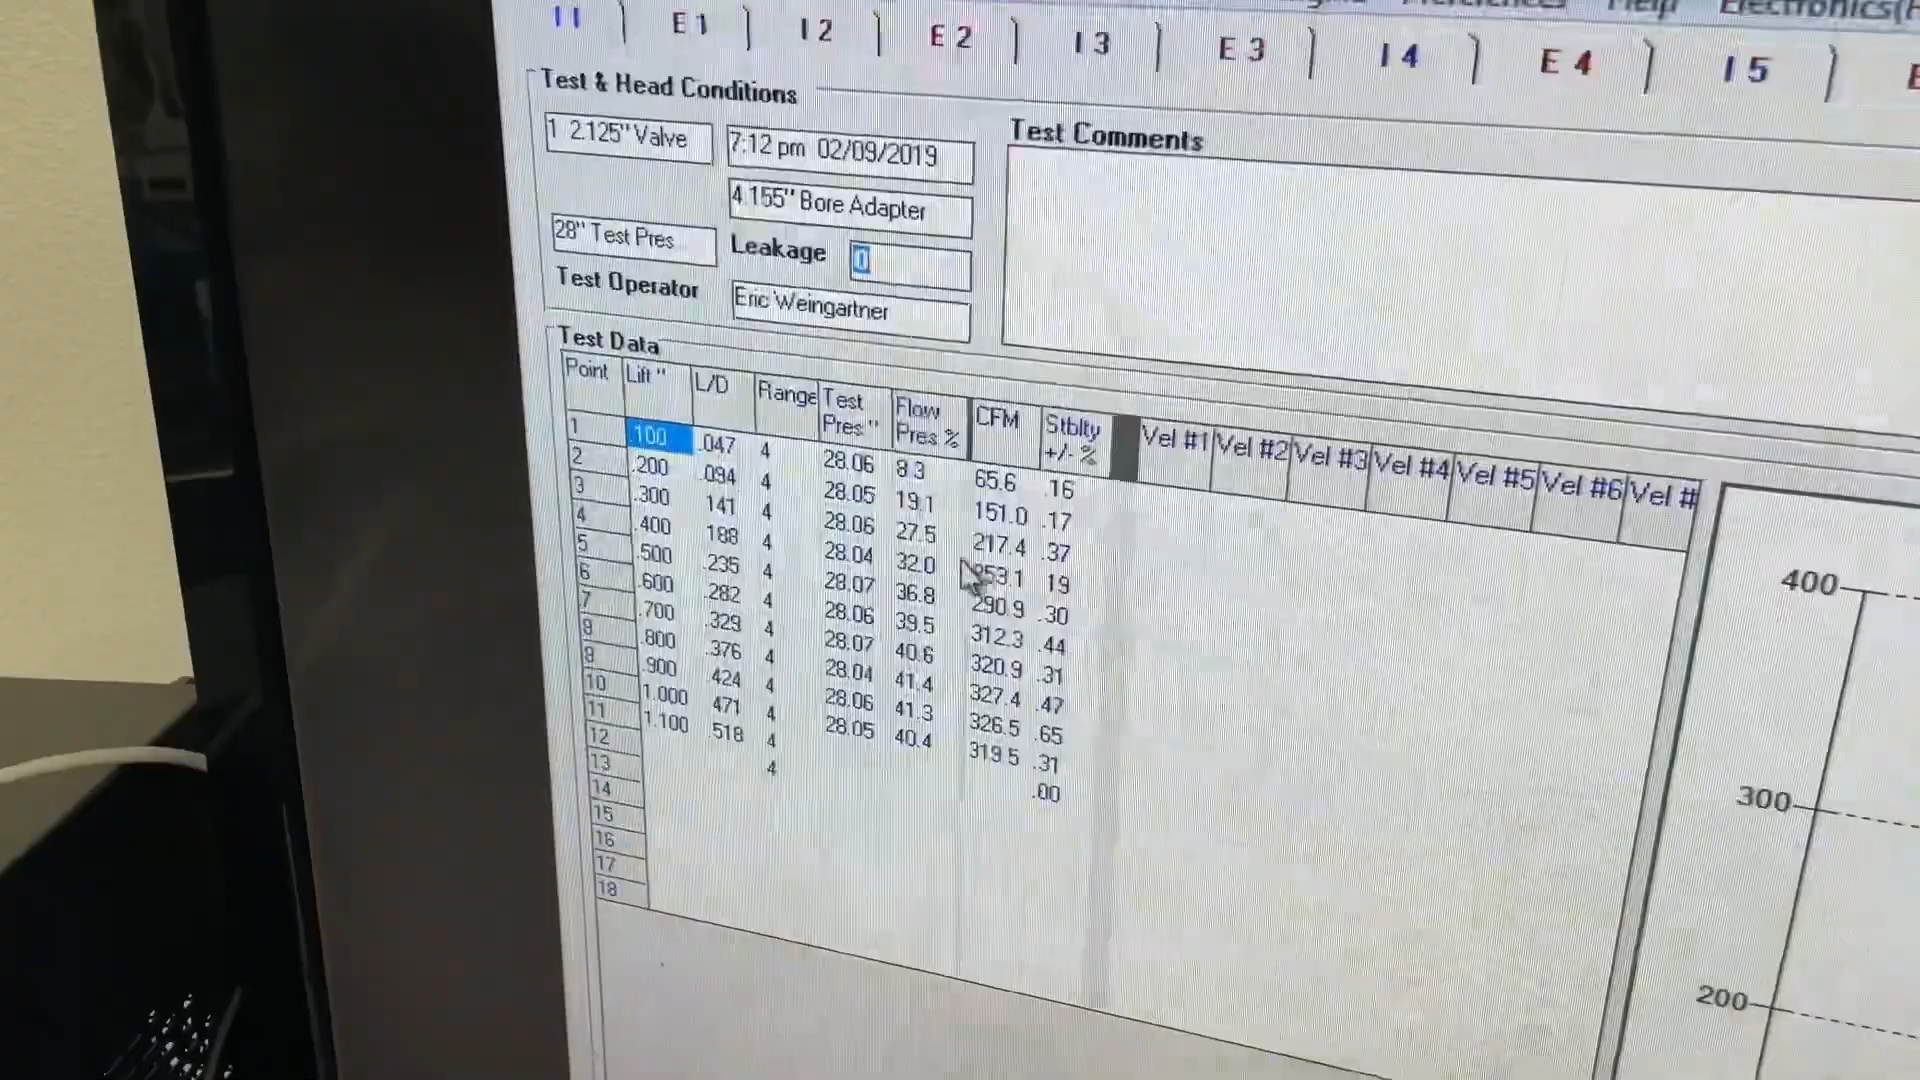 Help Electronics(H
I1 E1 I2 E2 I3 E3 I4 E4 I5
Test & Head Conditions
1 2.125" Valve
7:12 pm 02/09/2019
Test Comments
4.155" Bore Adapter
28" Test Pres
Leakage 0
Test Operator Eric Weingartner
Test Data
Point Lift " L/D Range Test Pres " Flow Pres % CFM Stblty +/- % Vel #1 Vel #2 Vel #3 Vel #4 Vel #5 Vel #6 Vel #
1 .100 .047 4 28.06 8.3 65.6 .16
2 .200 .094 4 28.05 19.1 151.0 .17
3 .300 .141 4 28.06 27.5 217.4 .37
4 .400 .188 4 28.04 32.0 253.1 .19
5 .500 .235 4 28.07 36.8 290.9 .30
6 .600 .282 4 28.06 39.5 312.3 .44
7 .700 .329 4 28.07 40.6 320.9 .31
8 .800 .376 4 28.04 41.4 327.4 .47
9 .900 .424 4 28.06 41.3 326.5 .65
10 1.000 .471 4 28.05 40.4 319.5 .31
11 1.100 .518 4 .00
12 4
13
14
15
16
17
18
400
300
200